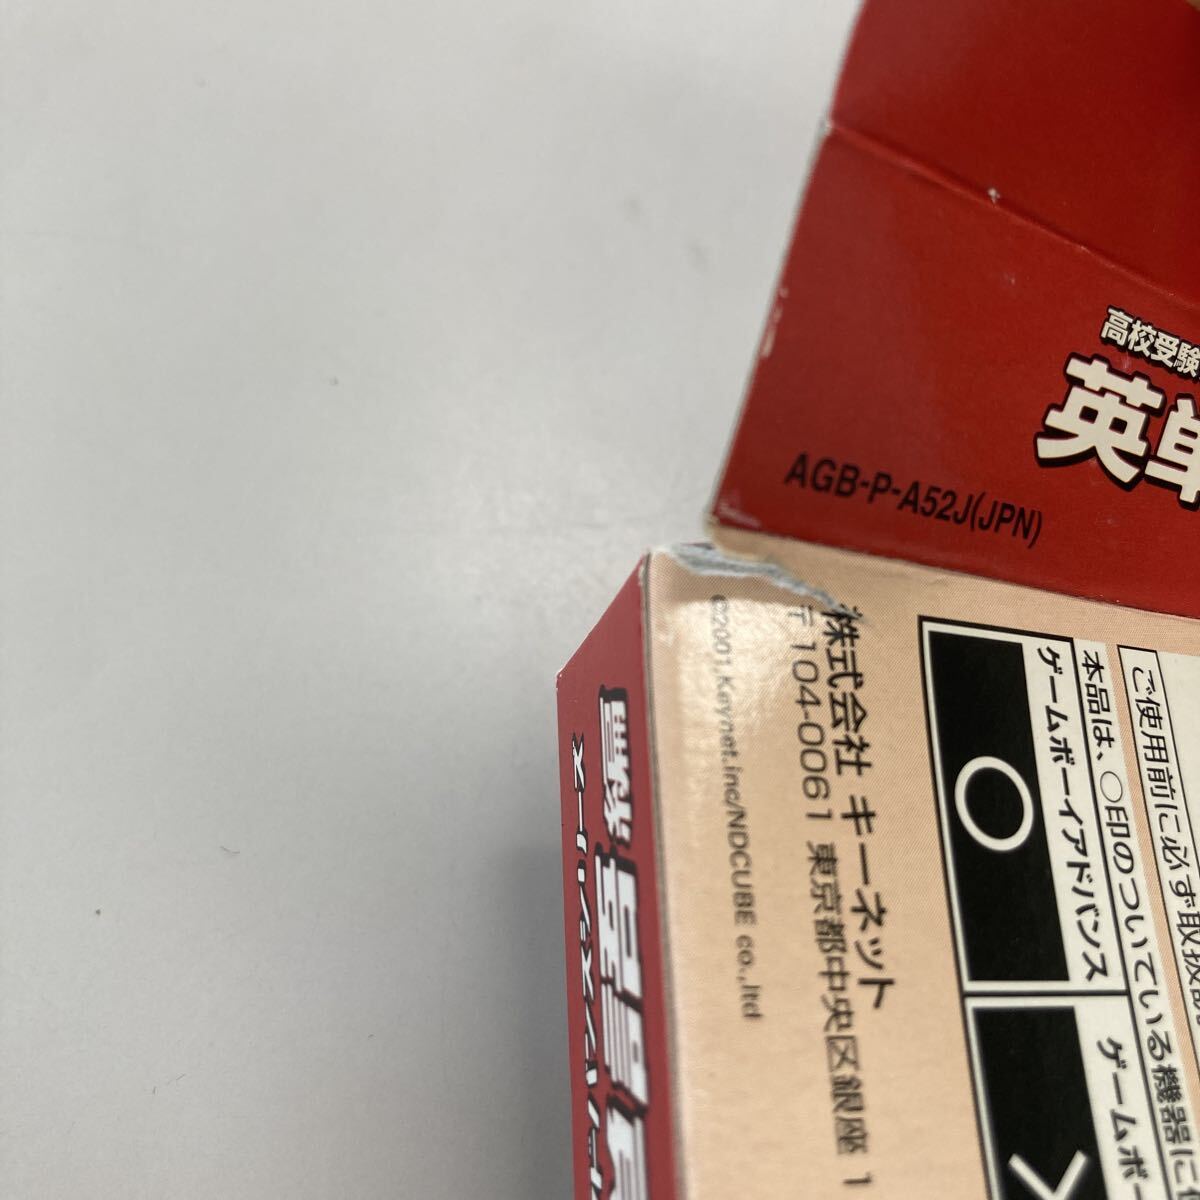 高校受験
英単
AGB-P-A52J(JPN)
ご使用前に必ず取扱説
本品は、○印のついている機器に
ゲームボーイアドバンス
ゲームボー
株式会社 キーネット
〒104-0061 東京都中央区銀座 1
©2001,Keynet.inc/NDCUBE co.,ltd